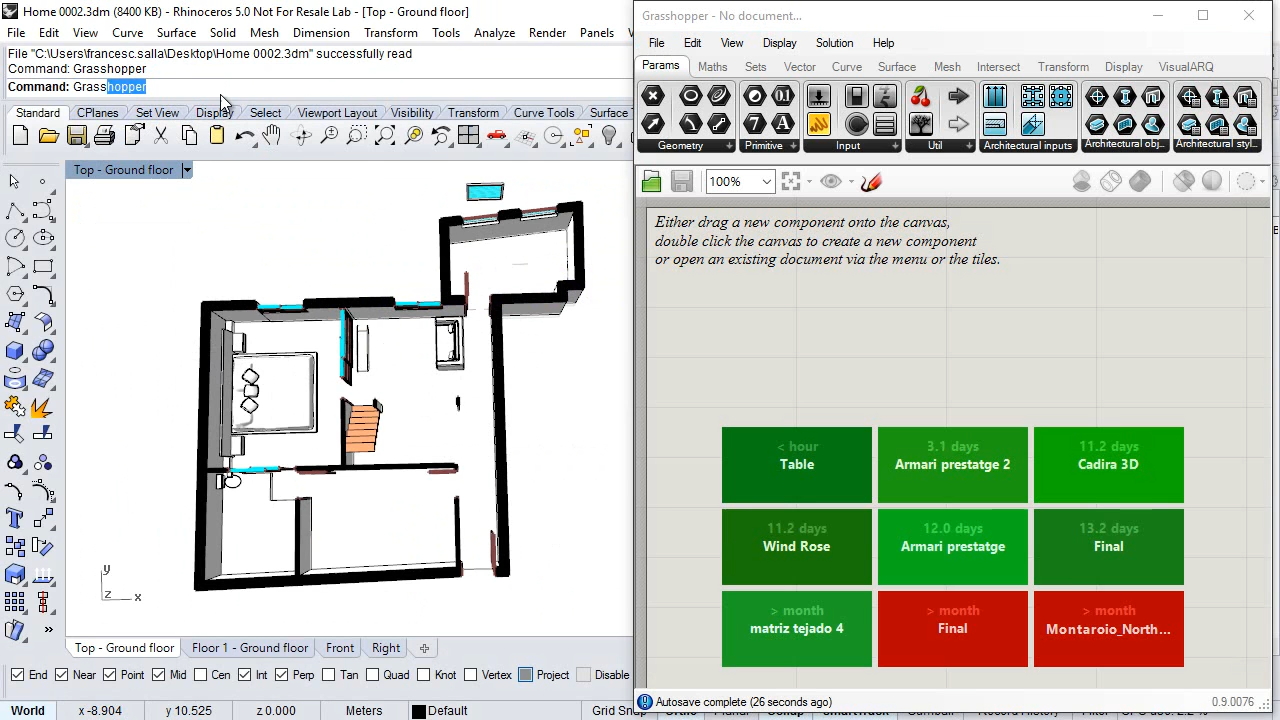 Home 0002.3dm (8400 KB) - Rhinoceros 5.0 Not For Resale Lab - [Top - Ground floor]
File Edit View Curve Surface Solid Mesh Dimension Transform Tools Analyze Render Panels
File "C:\Users\francesc.salla\Desktop\Home 0002.3dm" successfully read
Command: Grasshopper
Command: Grasshopper
Standard CPlanes Set View Display Select Viewport Layout Visibility Transform Curve Tools Surface
Top - Ground floor
y
z x
Top - Ground floor Floor 1 - Ground floor Front Right
End Near Point Mid Cen Int Perp Tan Quad Knot Vertex Project Disable
World x -8.904 y 10.525 z 0.000 Meters Default Grid Snap
Grasshopper - No document...
File Edit View Display Solution Help
Params Maths Sets Vector Curve Surface Mesh Intersect Transform Display VisualARQ
Geometry Primitive Input Util Architectural inputs Architectural obj... Architectural styl...
100%
Either drag a new component onto the canvas,
double click the canvas to create a new component
or open an existing document via the menu or the tiles.
< hour
Table
3.1 days
Armari prestatge 2
11.2 days
Cadira 3D
11.2 days
Wind Rose
12.0 days
Armari prestatge
13.2 days
Final
> month
matriz tejado 4
> month
Final
> month
Montaroio_North...
Autosave complete (26 seconds ago)
0.9.0076